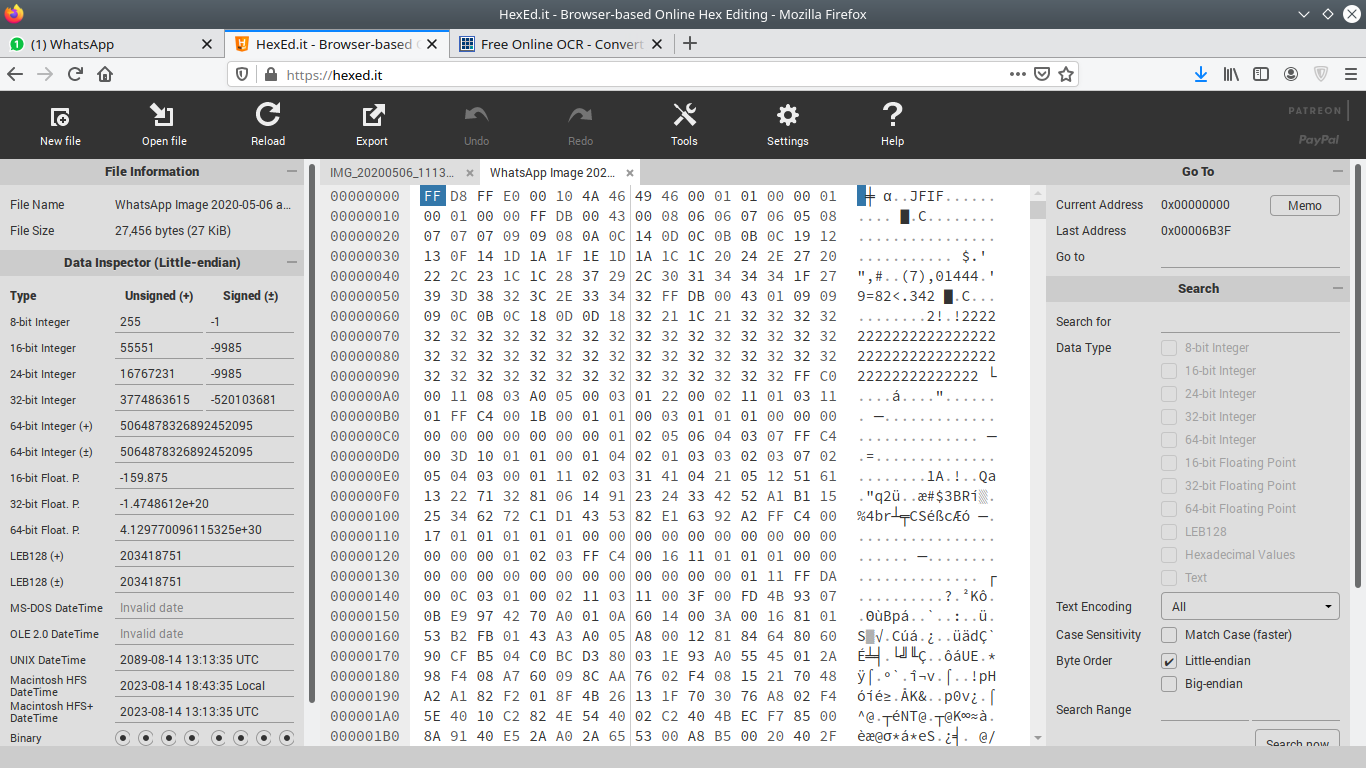 HexEd.it - Browser-based Online Hex Editing - Mozilla Firefox
(1) WhatsApp
HexEd.it - Browser-based
Free Online OCR - Convert
https://hexed.it
New file
Open file
Reload
Export
Undo
Redo
Tools
Settings
Help
PATREON
PayPal
File Information
File Name WhatsApp Image 2020-05-06 a...
File Size 27,456 bytes (27 KiB)
Data Inspector (Little-endian)
Type Unsigned (+) Signed (±)
8-bit Integer 255 -1
16-bit Integer 55551 -9985
24-bit Integer 16767231 -9985
32-bit Integer 3774863615 -520103681
64-bit Integer (+) 5064878326892452095
64-bit Integer (±) 5064878326892452095
16-bit Float. P. -159.875
32-bit Float. P. -1.4748612e+20
64-bit Float. P. 4.129770096115325e+30
LEB128 (+) 203418751
LEB128 (±) 203418751
MS-DOS DateTime Invalid date
OLE 2.0 DateTime Invalid date
UNIX DateTime 2089-08-14 13:13:35 UTC
Macintosh HFS DateTime 2023-08-14 18:43:35 Local
Macintosh HFS+ DateTime 2023-08-14 13:13:35 UTC
Binary
IMG_20200506_1113... ×
WhatsApp Image 202... ×
00000000 FF D8 FF E0 00 10 4A 46 49 46 00 01 01 00 00 01 █╪ α..JFIF......
00000010 00 01 00 00 FF DB 00 43 00 08 06 06 07 06 05 08 .... █.C........
00000020 07 07 07 09 09 08 0A 0C 14 0D 0C 0B 0B 0C 19 12 ................
00000030 13 0F 14 1D 1A 1F 1E 1D 1A 1C 1C 20 24 2E 27 20 ........... $.'
00000040 22 2C 23 1C 1C 28 37 29 2C 30 31 34 34 34 1F 27 ",#..(7),01444.'
00000050 39 3D 38 32 3C 2E 33 34 32 FF DB 00 43 01 09 09 9=82<.342 █.C...
00000060 09 0C 0B 0C 18 0D 0D 18 32 21 1C 21 32 32 32 32 ........2!.!2222
00000070 32 32 32 32 32 32 32 32 32 32 32 32 32 32 32 32 2222222222222222
00000080 32 32 32 32 32 32 32 32 32 32 32 32 32 32 32 32 2222222222222222
00000090 32 32 32 32 32 32 32 32 32 32 32 32 32 32 FF C0 22222222222222 └
000000A0 00 11 08 03 A0 05 00 03 01 22 00 02 11 01 03 11 ....á...."......
000000B0 01 FF C4 00 1B 00 01 01 00 03 01 01 01 00 00 00 . ─.............
000000C0 00 00 00 00 00 00 00 01 02 05 06 04 03 07 FF C4 .............. ─
000000D0 00 3D 10 01 01 00 01 04 02 01 03 03 02 03 07 02 .=..............
000000E0 05 04 03 00 01 11 02 03 31 41 04 21 05 12 51 61 ........1A.!..Qa
000000F0 13 22 71 32 81 06 14 91 23 24 33 42 52 A1 B1 15 ."q2ü..æ#$3BRí▒.
00000100 25 34 62 72 C1 D1 43 53 82 E1 63 92 A2 FF C4 00 %4br┴╤CSéßcÆó ─.
00000110 17 01 01 01 01 01 00 00 00 00 00 00 00 00 00 00 ................
00000120 00 00 00 01 02 03 FF C4 00 16 11 01 01 01 00 00 ...... ─........
00000130 00 00 00 00 00 00 00 00 00 00 00 00 01 11 FF DA .............. ┌
00000140 00 0C 03 01 00 02 11 03 11 00 3F 00 FD 4B 93 07 ..........?.²Kô.
00000150 0B E9 97 42 70 A0 01 0A 60 14 00 3A 00 16 81 01 .ΘùBpá..`..:..ü.
00000160 53 B2 FB 01 43 A3 A0 05 A8 00 12 81 84 64 80 60 S▓√.Cúá.¿..üädÇ`
00000170 90 CF B5 04 C0 BC D3 80 03 1E 93 A0 55 45 01 2A É╧╡.└╝╙Ç..ôáUE.*
00000180 98 F4 08 A7 60 09 8C AA 76 02 F4 08 15 21 70 48 ÿ⌠.º`.î¬v.⌠..!pH
00000190 A2 A1 82 F2 01 8F 4B 26 13 1F 70 30 76 A8 02 F4 óíé≥.ÅK&..p0v¿.⌠
000001A0 5E 40 10 C2 82 4E 54 40 02 C2 40 4B EC F7 85 00 ^@.┬éNT@.┬@K∞≈à.
000001B0 8A 91 40 E5 2A A0 2A 65 53 00 A8 B5 00 20 40 2F èæ@σ*á*eS.¿╡. @/
Go To
Current Address 0x00000000 Memo
Last Address 0x00006B3F
Go to
Search
Search for
Data Type 8-bit Integer
16-bit Integer
24-bit Integer
32-bit Integer
64-bit Integer
16-bit Floating Point
32-bit Floating Point
64-bit Floating Point
LEB128
Hexadecimal Values
Text
Text Encoding All
Case Sensitivity Match Case (faster)
Byte Order Little-endian
Big-endian
Search Range
Search now